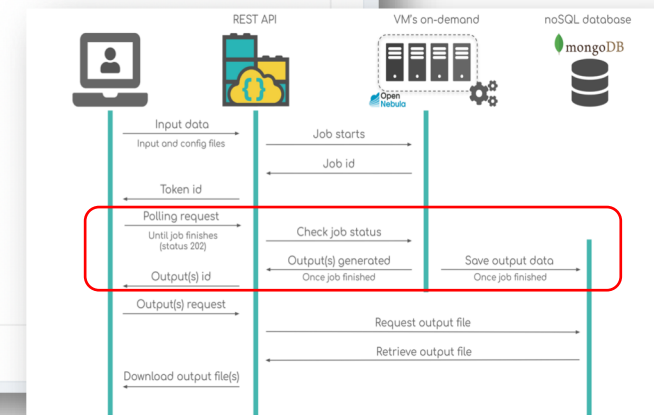 REST API
VM's on-demand
noSQL database
mongoDB
{}
Open
Nebula
Input data
Input and config files
Job starts
Job id
Token id
Polling request
Until job finishes
(status 202)
Check job status
Output(s) generated
Once job finished
Save output data
Once job finished
Output(s) id
Output(s) request
Request output file
Retrieve output file
Download output file(s)